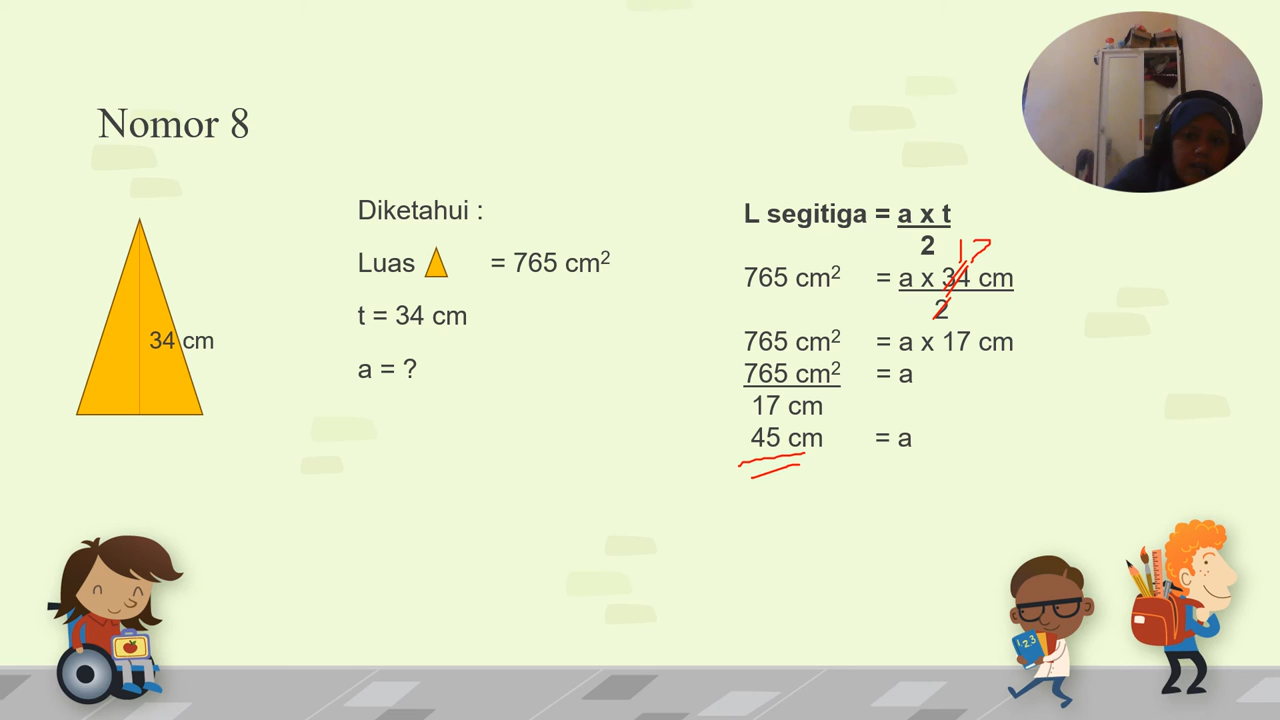 Nomor 8
34 cm
Diketahui :
Luas = 765 cm²
t = 34 cm
a = ?
L segitiga = a x t
2
17
765 cm² = a x 34 cm
2
765 cm² = a x 17 cm
765 cm² = a
17 cm
45 cm = a
123